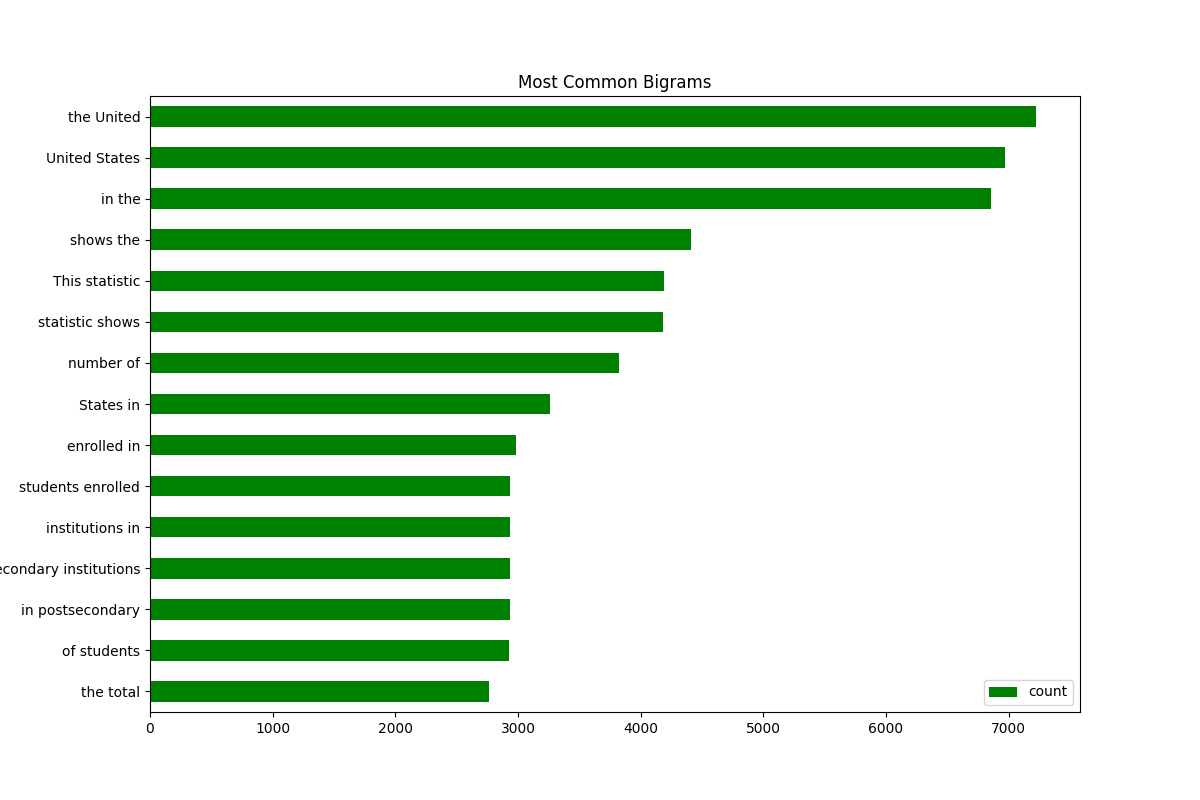 Most Common Bigrams
the United
United States
in the
shows the
This statistic
statistic shows
number of
States in
enrolled in
students enrolled
institutions in
econdary institutions
in postsecondary
of students
the total
count
0 1000 2000 3000 4000 5000 6000 7000